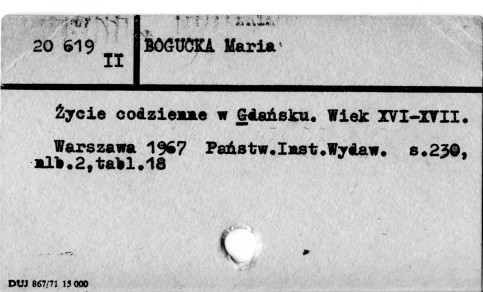 20 619 II
BOGUCKA Maria
Życie codzienne w Gdańsku. Wiek XVI-XVII.
Warszawa 1967 Państw.Inst.Wydaw. s.230,
nlb.2,tabl.18
DUJ 867/71 15 000